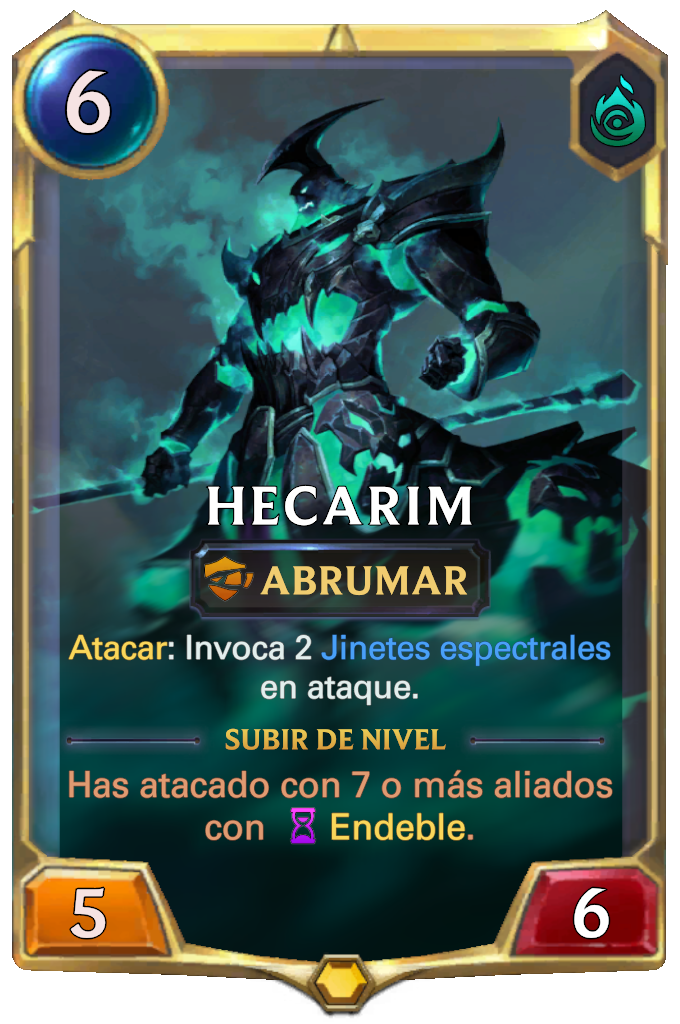 6
HECARIM
ABRUMAR
Atacar: Invoca 2 Jinetes espectrales
en ataque.
SUBIR DE NIVEL
Has atacado con 7 o más aliados
con Endeble.
5
6